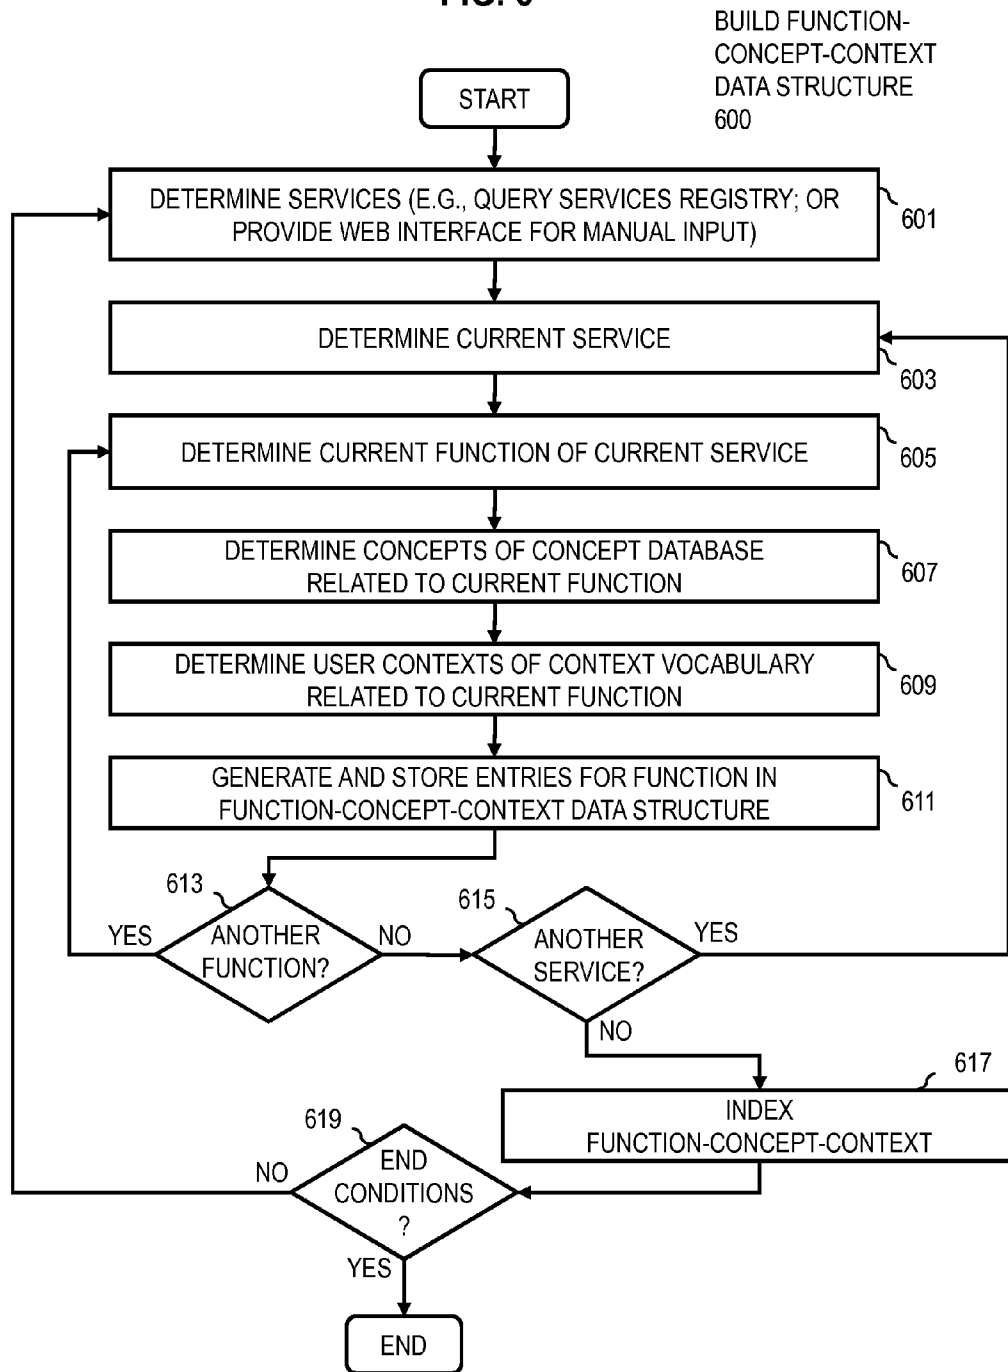 BUILD FUNCTION-
CONCEPT-CONTEXT
DATA STRUCTURE
600
START
DETERMINE SERVICES (E.G., QUERY SERVICES REGISTRY; OR
PROVIDE WEB INTERFACE FOR MANUAL INPUT)
601
DETERMINE CURRENT SERVICE
603
DETERMINE CURRENT FUNCTION OF CURRENT SERVICE
605
DETERMINE CONCEPTS OF CONCEPT DATABASE
RELATED TO CURRENT FUNCTION
607
DETERMINE USER CONTEXTS OF CONTEXT VOCABULARY
RELATED TO CURRENT FUNCTION
609
GENERATE AND STORE ENTRIES FOR FUNCTION IN
FUNCTION-CONCEPT-CONTEXT DATA STRUCTURE
611
613
YES
ANOTHER
FUNCTION?
NO
615
ANOTHER
SERVICE?
YES
NO
617
INDEX
FUNCTION-CONCEPT-CONTEXT
619
NO
END
CONDITIONS
?
YES
END